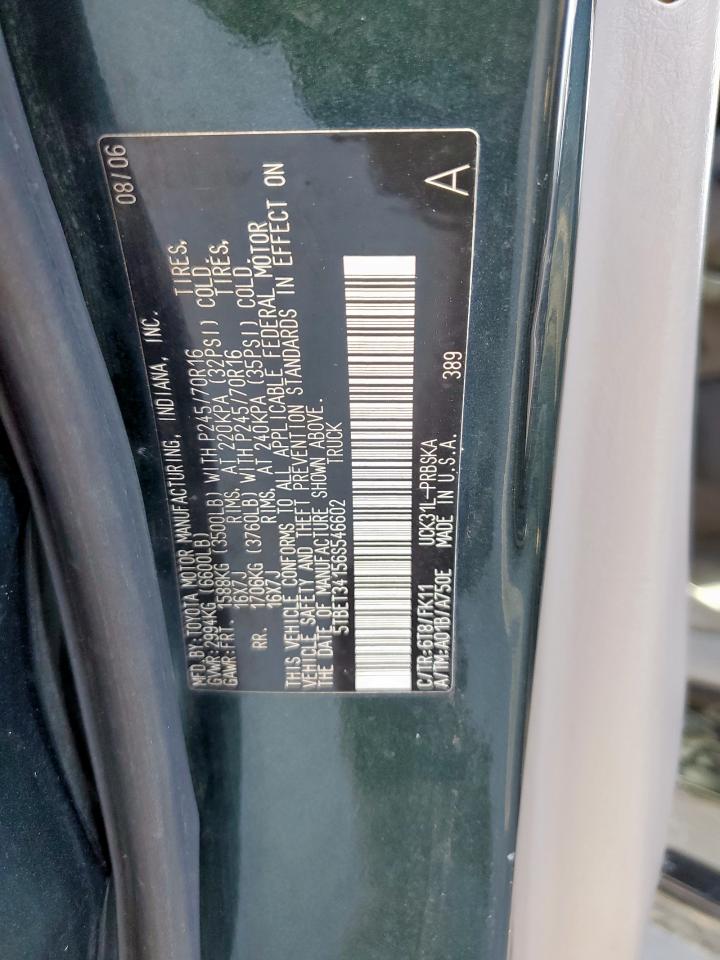 MFD.BY:TOYOTA MOTOR MANUFACTURING, INDIANA, INC. 08/06
GVWR:2994KG (6600LB)
GAWR:FRT. 1588KG (3500LB) WITH P245/70R16 TIRES,
16X7J RIMS, AT 220KPA (32PSI) COLD.
RR. 1706KG (3760LB) WITH P245/70R16 TIRES,
16X7J RIMS, AT 240KPA (35PSI) COLD.
THIS VEHICLE CONFORMS TO ALL APPLICABLE FEDERAL MOTOR
VEHICLE SAFETY AND THEFT PREVENTION STANDARDS IN EFFECT ON
THE DATE OF MANUFACTURE SHOWN ABOVE.
5TBET34156S546602 TRUCK
A
C/TR:6T8/FK11 UCK31L-PRBSKA
A/TM:A01B/A750E MADE IN U.S.A. 389